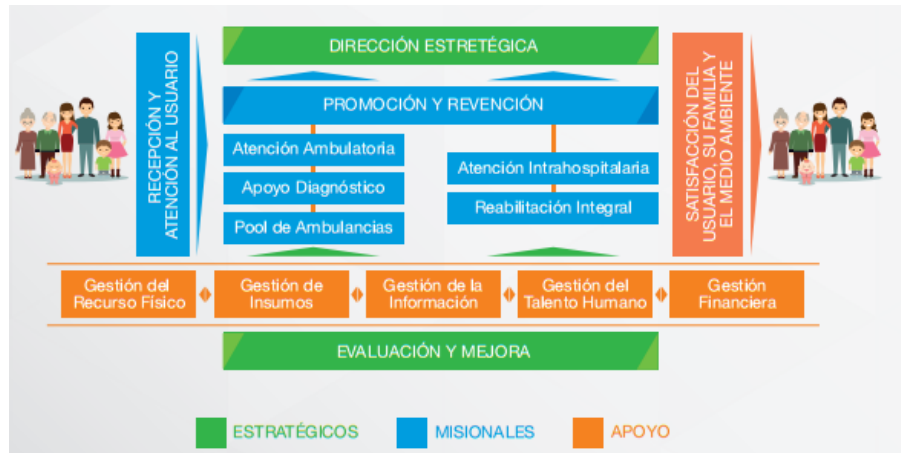 DIRECCIÓN ESTRETÉGICA
RECEPCIÓN Y
ATENCIÓN AL USUARIO
PROMOCIÓN Y REVENCIÓN
Atención Ambulatoria
Apoyo Diagnóstico
Pool de Ambulancias
Atención Intrahospitalaria
Reabilitación Integral
SATISFACCIÓN DEL
USUARIO, SU FAMILIA Y
EL MEDIO AMBIENTE
Gestión del
Recurso Físico
Gestión de
Insumos
Gestión de la
Información
Gestión del
Talento Humano
Gestión
Financiera
EVALUACIÓN Y MEJORA
ESTRATÉGICOS
MISIONALES
APOYO